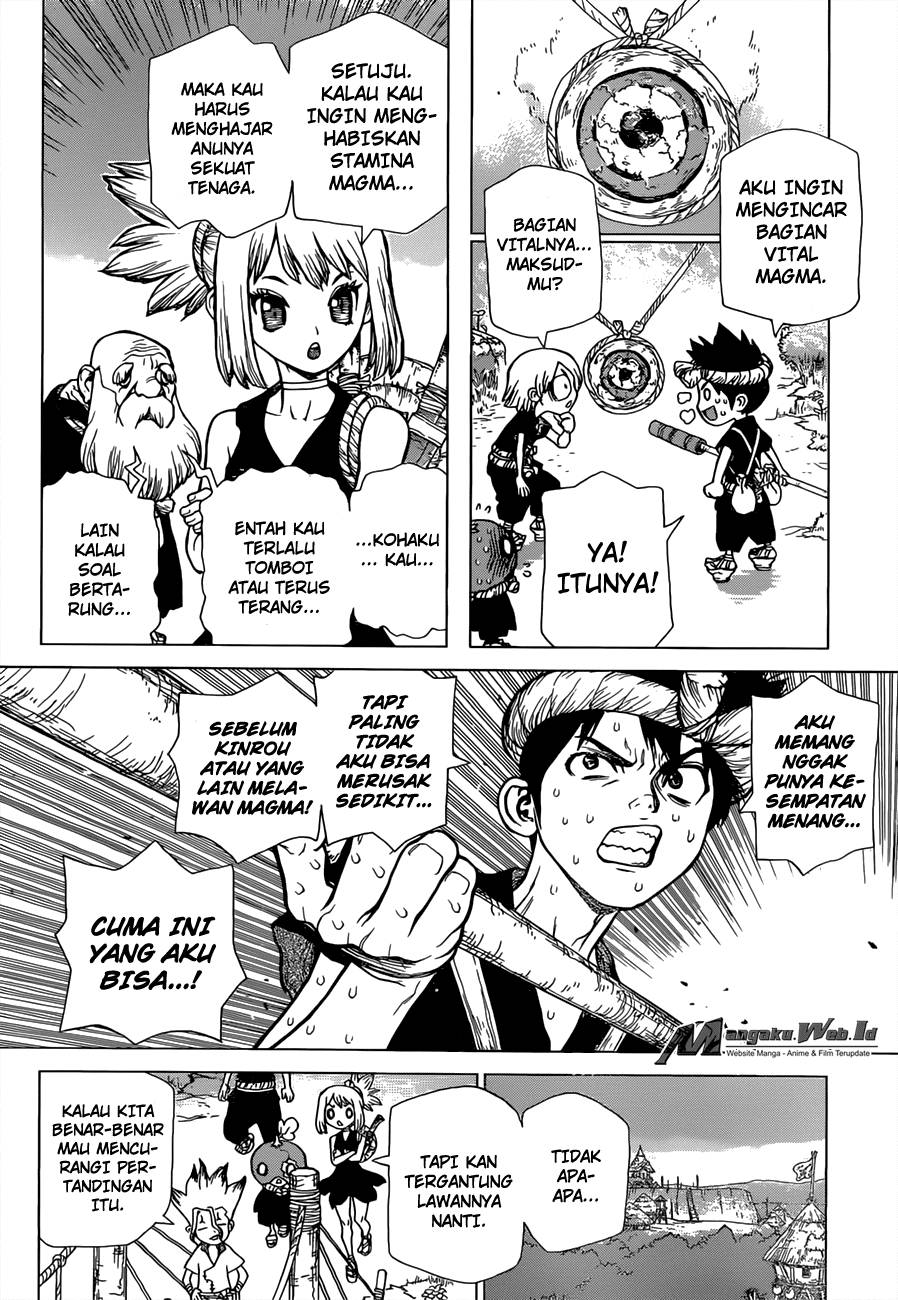 AKU INGIN
MENGINCAR
BAGIAN
VITAL
MAGMA.
BAGIAN
VITALNYA...
MAKSUD-
MU?
YA!
ITUNYA!
SETUJU.
KALAU KAU
INGIN MENG-
HABISKAN
STAMINA
MAGMA...
MAKA KAU
HARUS
MENGHAJAR
ANUNYA
SEKUAT
TENAGA.
...KOHAKU
... KAU...
ENTAH KAU
TERLALU
TOMBOI
ATAU TERUS
TERANG...
LAIN
KALAU
SOAL
BERTA-
RUNG...
AKU
MEMANG
NGGAK
PUNYA KE-
SEMPATAN
MENANG...
TAPI
PALING
TIDAK
AKU BISA
MERUSAK
SEDIKIT...
SEBELUM
KINROU
ATAU YANG
LAIN MELA-
WAN MAGMA!
CUMA INI
YANG AKU
BISA...!
Mangaku.Web.Id
• Website Manga - Anime & Film Terupdate
TIDAK
APA-
APA...
TAPI KAN
TERGANTUNG
LAWANNYA
NANTI.
KALAU KITA
BENAR-BENAR
MAU MENCU-
RANGI PER-
TANDINGAN
ITU.